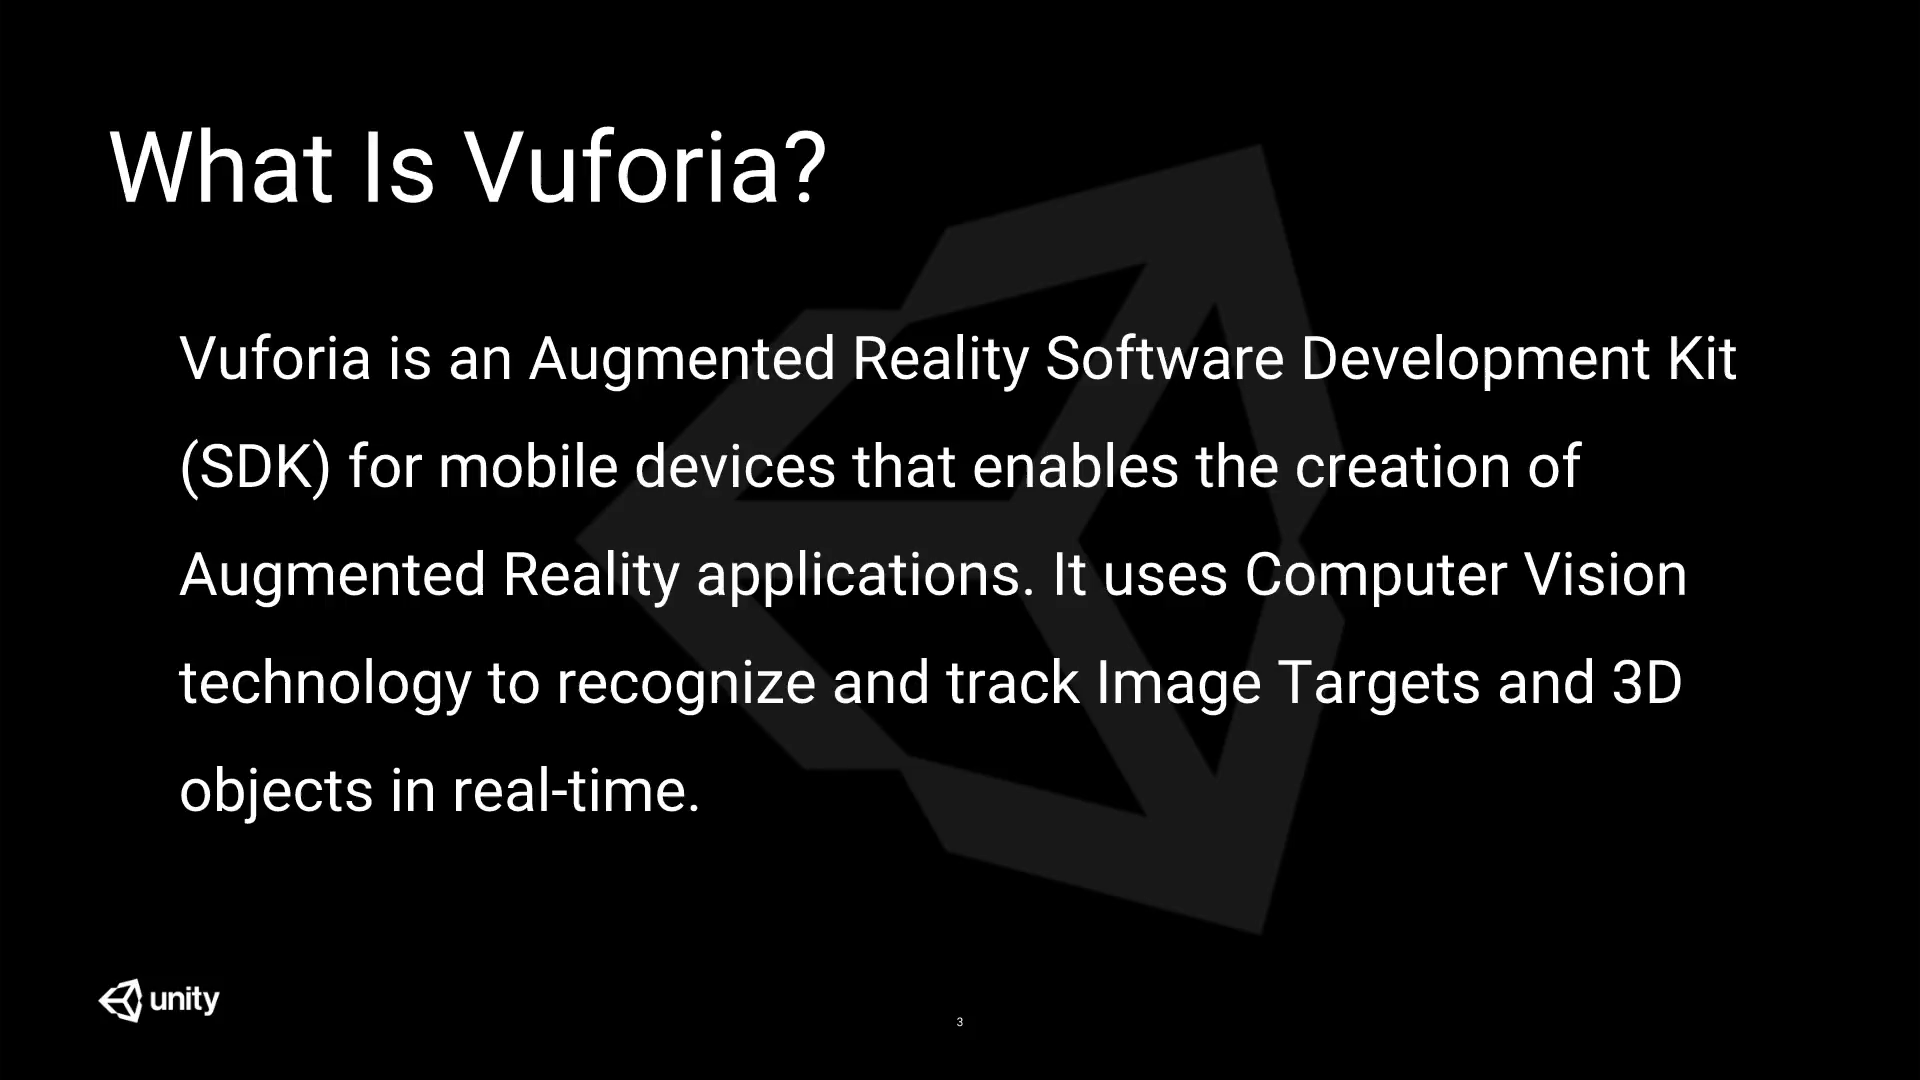 What Is Vuforia?
Vuforia is an Augmented Reality Software Development Kit
(SDK) for mobile devices that enables the creation of
Augmented Reality applications. It uses Computer Vision
technology to recognize and track Image Targets and 3D
objects in real-time.
unity
3